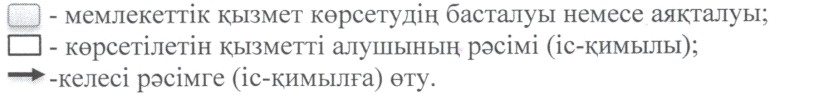 - мемлекеттік қызмет көрсетудің басталуы немесе аяқталуы;
- көрсетілетін қызметті алушының рәсімі (іс-қимылы);
-келесі рәсімге (іс-қимылға) өту.